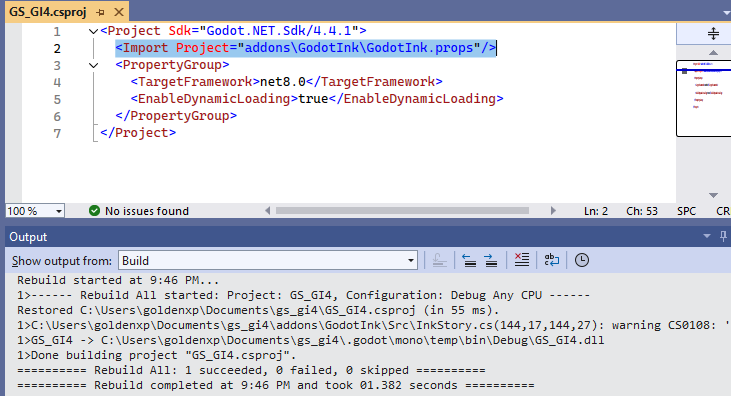 GS_GI4.csproj
1 <Project Sdk="Godot.NET.Sdk/4.4.1">
2 <Import Project="addons\GodotInk\GodotInk.props"/>
3 <PropertyGroup>
4 <TargetFramework>net8.0</TargetFramework>
5 <EnableDynamicLoading>true</EnableDynamicLoading>
6 </PropertyGroup>
7 </Project>
100 % No issues found Ln: 2 Ch: 53 SPC CR
Output
Show output from: Build
Rebuild started at 9:46 PM...
1>------ Rebuild All started: Project: GS_GI4, Configuration: Debug Any CPU ------
Restored C:\Users\goldenxp\Documents\gs_gi4\GS_GI4.csproj (in 55 ms).
1>C:\Users\goldenxp\Documents\gs_gi4\addons\GodotInk\Src\InkStory.cs(144,17,144,27): warning CS0108: '
1>GS_GI4 -> C:\Users\goldenxp\Documents\gs_gi4\.godot\mono\temp\bin\Debug\GS_GI4.dll
1>Done building project "GS_GI4.csproj".
========== Rebuild All: 1 succeeded, 0 failed, 0 skipped ==========
========== Rebuild completed at 9:46 PM and took 01.382 seconds ==========